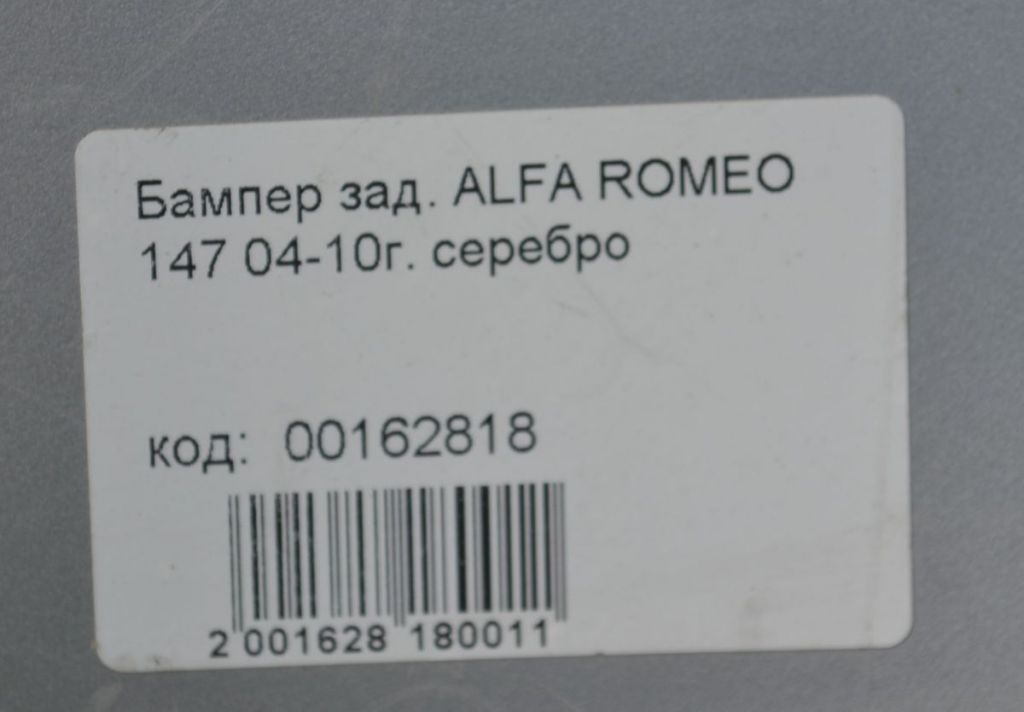 Бампер зад. ALFA ROMEO
147 04-10г. серебро
код: 00162818
2 001628 180011